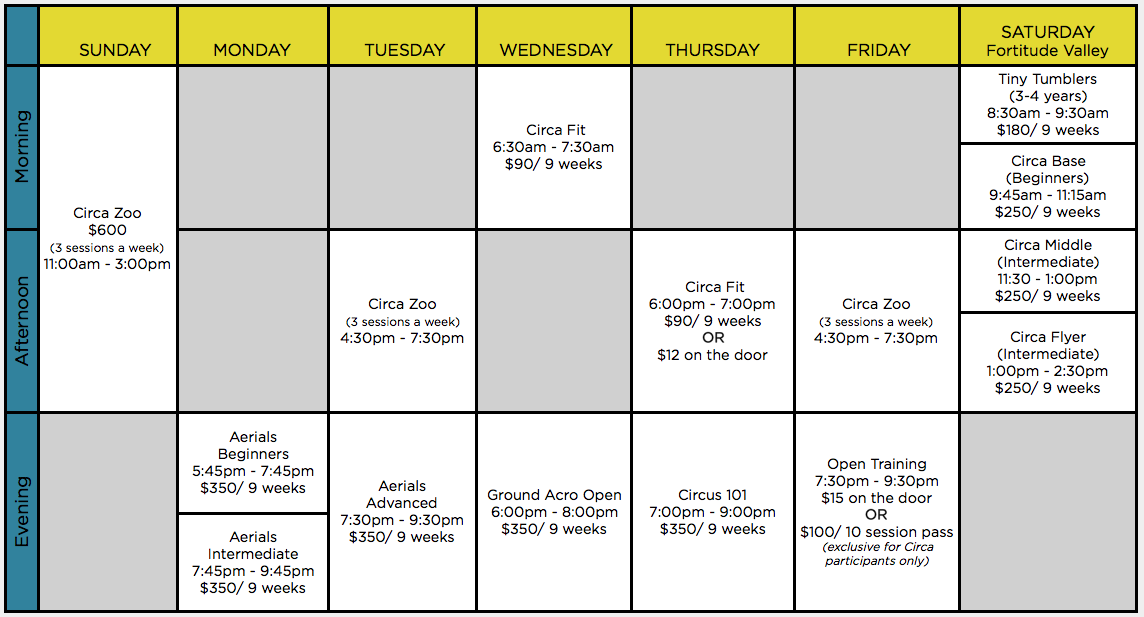 SUNDAY
MONDAY
TUESDAY
WEDNESDAY
THURSDAY
FRIDAY
SATURDAY
Fortitude Valley
Morning
Circa Zoo
$600
(3 sessions a week)
11:00am - 3:00pm
Circa Fit
6:30am - 7:30am
$90/ 9 weeks
Tiny Tumblers
(3-4 years)
8:30am - 9:30am
$180/ 9 weeks
Circa Base
(Beginners)
9:45am - 11:15am
$250/ 9 weeks
Afternoon
Circa Zoo
(3 sessions a week)
4:30pm - 7:30pm
Circa Fit
6:00pm - 7:00pm
$90/ 9 weeks
OR
$12 on the door
Circa Zoo
(3 sessions a week)
4:30pm - 7:30pm
Circa Middle
(Intermediate)
11:30 - 1:00pm
$250/ 9 weeks
Circa Flyer
(Intermediate)
1:00pm - 2:30pm
$250/ 9 weeks
Evening
Aerials
Beginners
5:45pm - 7:45pm
$350/ 9 weeks
Aerials
Intermediate
7:45pm - 9:45pm
$350/ 9 weeks
Aerials
Advanced
7:30pm - 9:30pm
$350/ 9 weeks
Ground Acro Open
6:00pm - 8:00pm
$350/ 9 weeks
Circus 101
7:00pm - 9:00pm
$350/ 9 weeks
Open Training
7:30pm - 9:30pm
$15 on the door
OR
$100/ 10 session pass
(exclusive for Circa
participants only)